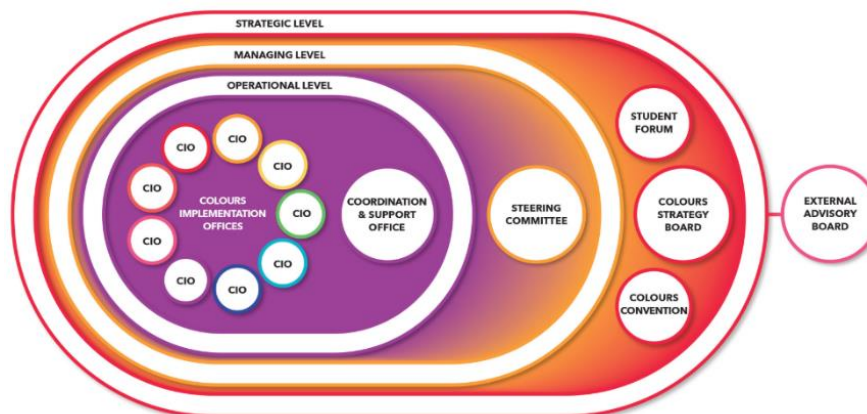 STRATEGIC LEVEL
MANAGING LEVEL
OPERATIONAL LEVEL
CIO
CIO
CIO
CIO
CIO
CIO
CIO
CIO
CIO
COLOURS
IMPLEMENTATION
OFFICES
COORDINATION
& SUPPORT
OFFICE
STEERING
COMMITTEE
STUDENT
FORUM
COLOURS
STRATEGY
BOARD
COLOURS
CONVENTION
EXTERNAL
ADVISORY
BOARD